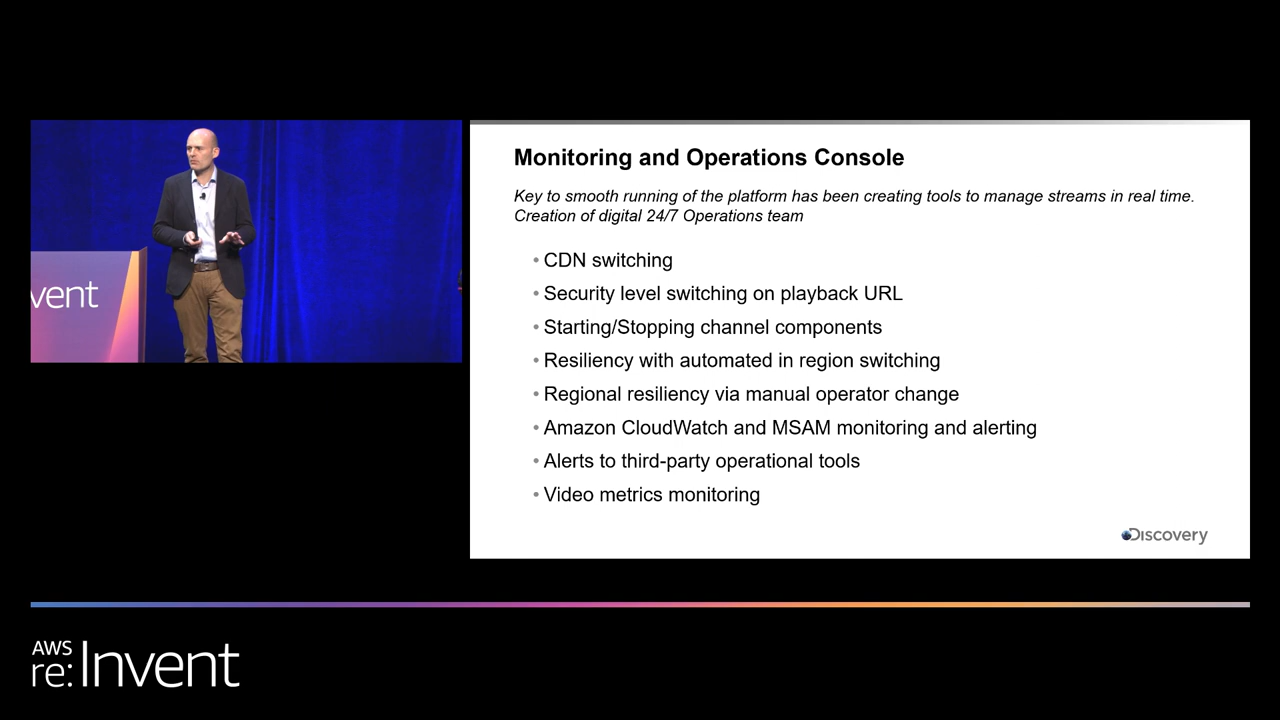 vent
Monitoring and Operations Console
Key to smooth running of the platform has been creating tools to manage streams in real time.
Creation of digital 24/7 Operations team
• CDN switching
• Security level switching on playback URL
• Starting/Stopping channel components
• Resiliency with automated in region switching
• Regional resiliency via manual operator change
• Amazon CloudWatch and MSAM monitoring and alerting
• Alerts to third-party operational tools
• Video metrics monitoring
Discovery
AWS
re:Invent